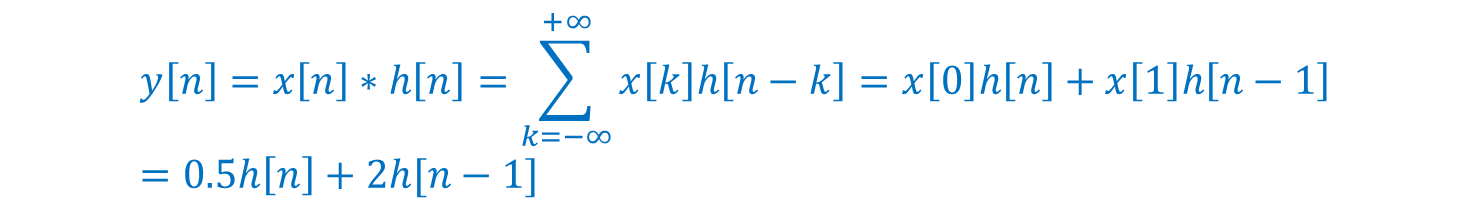 y[n] = x[n] ∗ h[n] = ∑_{k=−∞}^{+∞} x[k]h[n − k] = x[0]h[n] + x[1]h[n − 1]
= 0.5h[n] + 2h[n − 1]